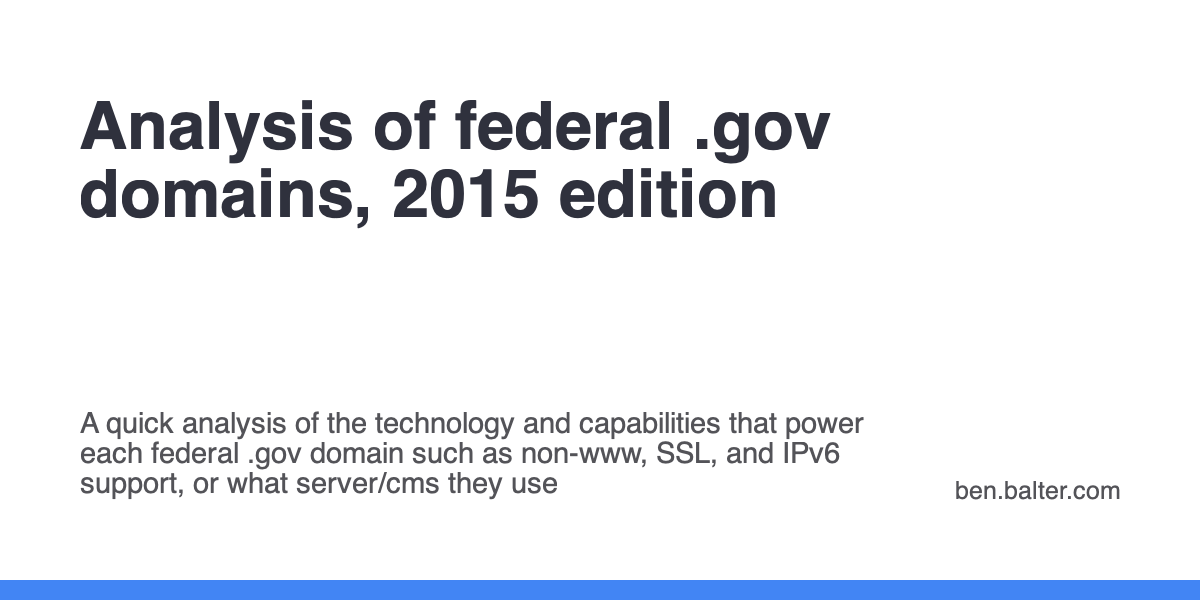 Analysis of federal .gov
domains, 2015 edition
A quick analysis of the technology and capabilities that power
each federal .gov domain such as non-www, SSL, and IPv6
support, or what server/cms they use
ben.balter.com